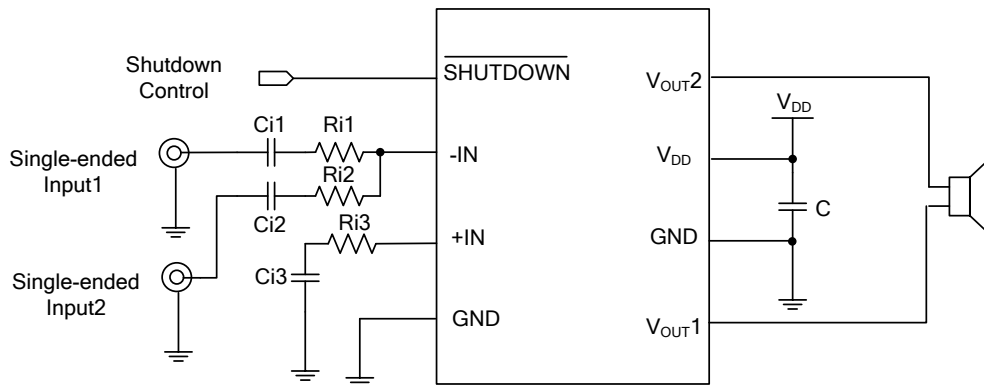 Shutdown
Control
SHUTDOWN
VOUT2
VDD
Single-ended
Input1
Ci1
Ri1
-IN
VDD
Ri2
Ci2
C
Ri3
+IN
GND
Single-ended
Input2
Ci3
GND
VOUT1